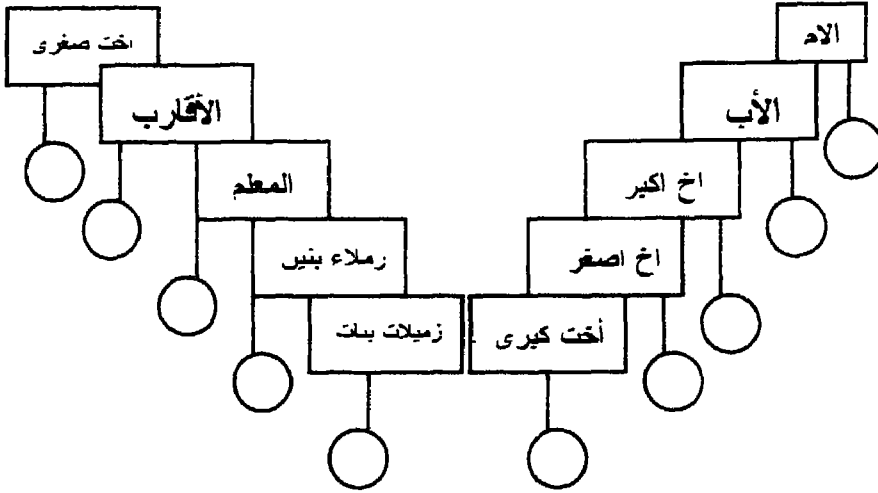 الام
الأب
اخ اكبر
اخ اصغر
أخت كبرى
اخت صغرى
الأقارب
المعلم
زملاء بنين
زميلات بنات